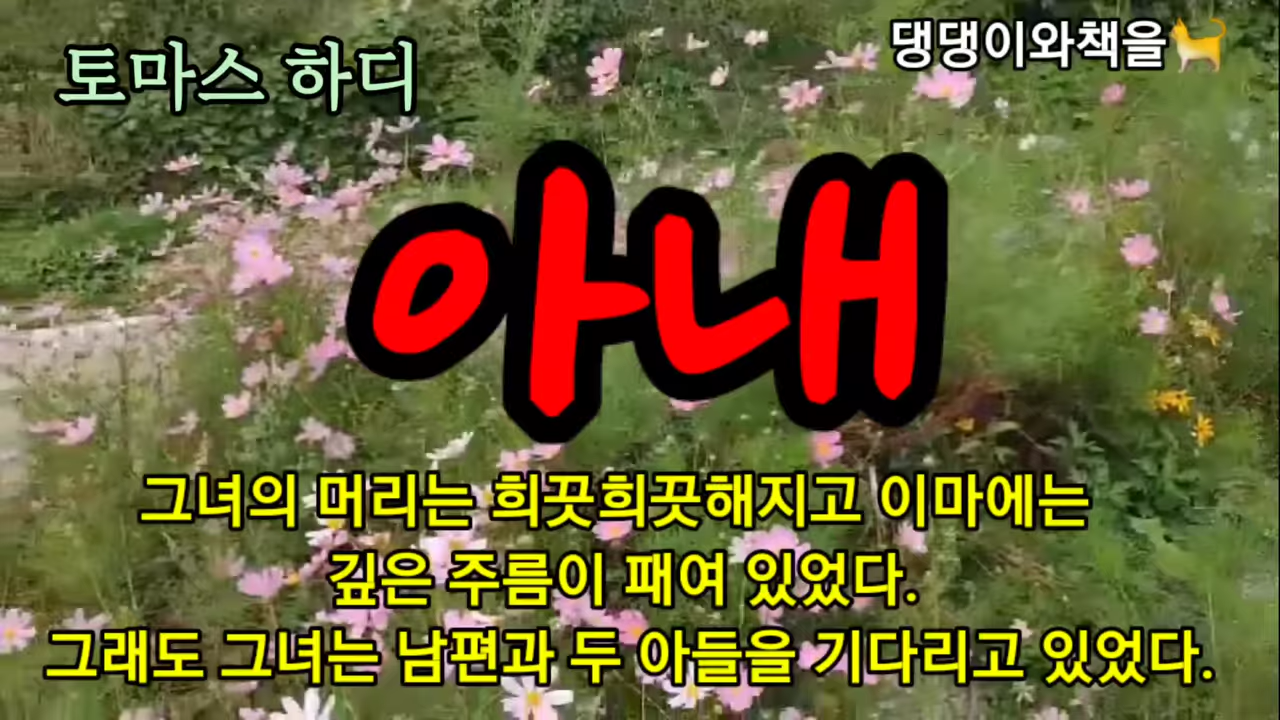 토마스 하디
댕댕이와책을
아내
그녀의 머리는 희끗희끗해지고 이마에는
깊은 주름이 패여 있었다.
그래도 그녀는 남편과 두 아들을 기다리고 있었다.